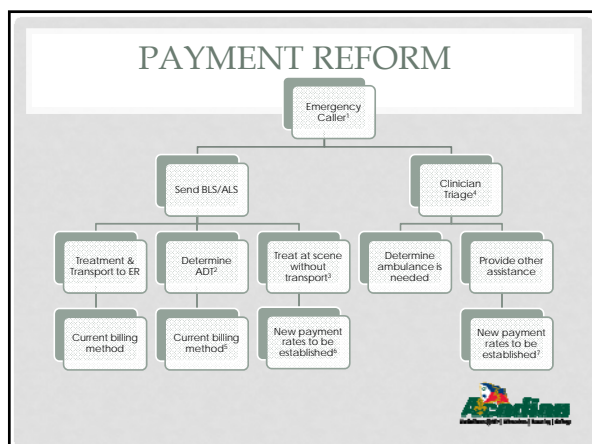 PAYMENT REFORM
Emergency
Caller¹
Send BLS/ALS
Clinician
Triage⁴
Treatment &
Transport to ER
Determine
ADT²
Treat at scene
without
transport³
Determine
ambulance is
needed
Provide other
assistance
Current billing
method
Current billing
method⁵
New payment
rates to be
established⁶
New payment
rates to be
established⁷
Acadian